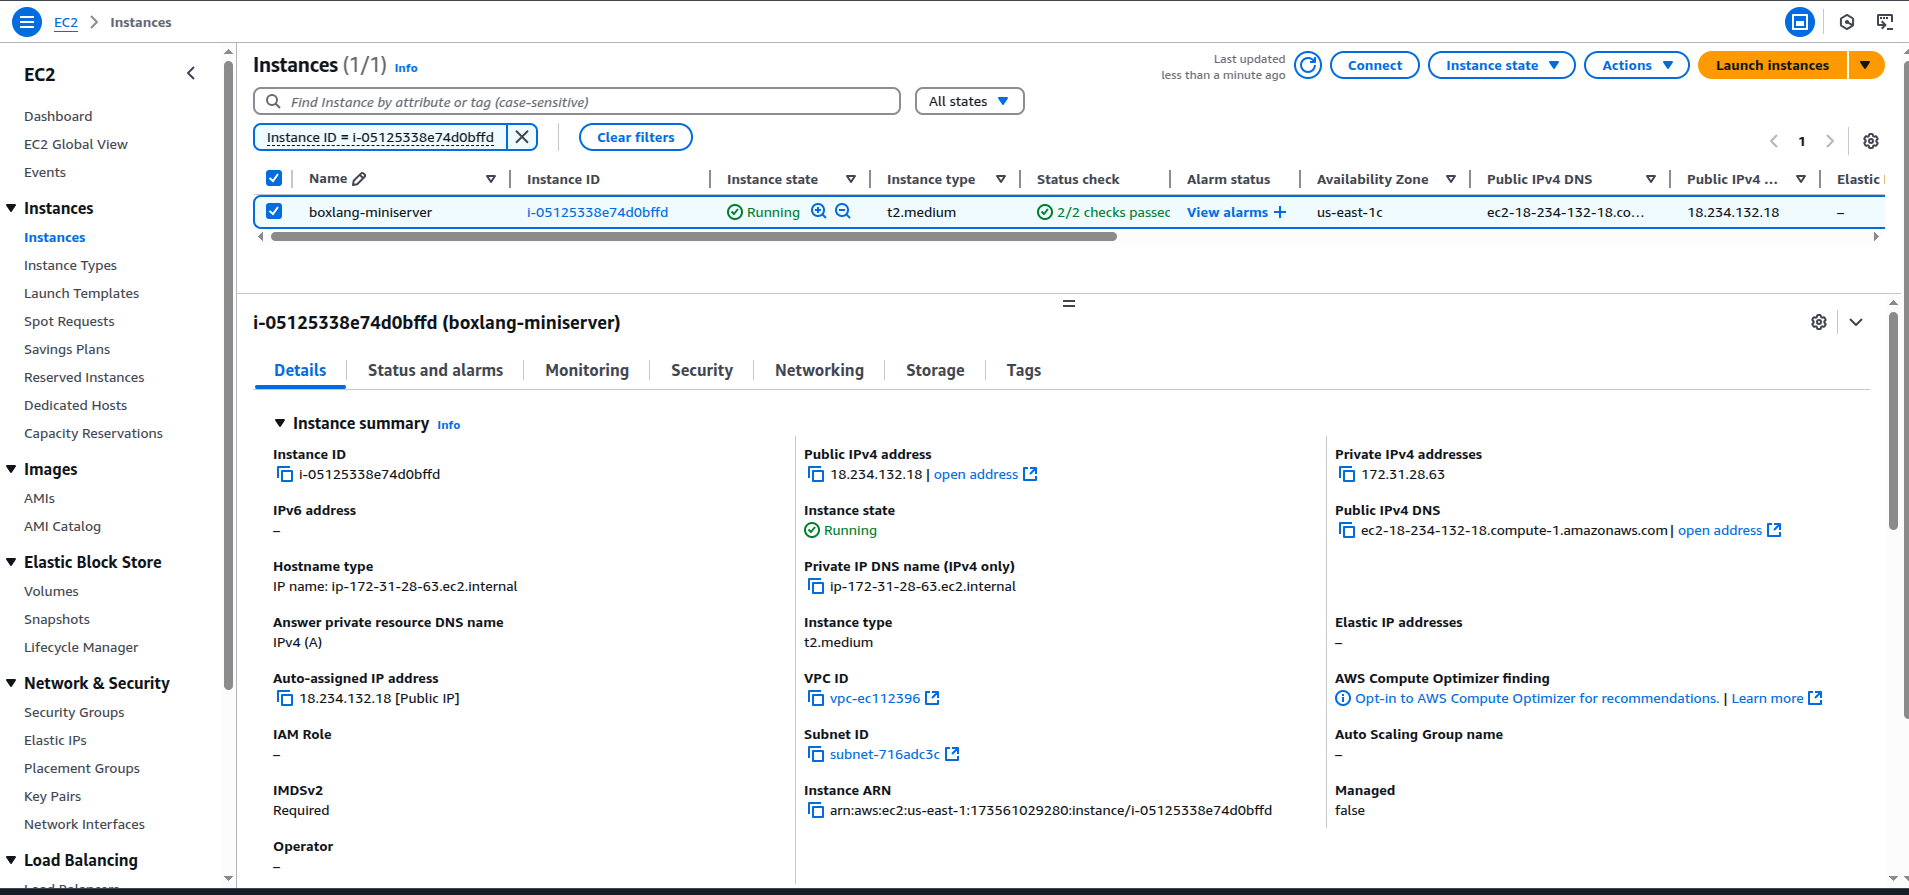 EC2 > Instances
EC2
Dashboard
EC2 Global View
Events
Instances
Instances
Instance Types
Launch Templates
Spot Requests
Savings Plans
Reserved Instances
Dedicated Hosts
Capacity Reservations
Images
AMIs
AMI Catalog
Elastic Block Store
Volumes
Snapshots
Lifecycle Manager
Network & Security
Security Groups
Elastic IPs
Placement Groups
Key Pairs
Network Interfaces
Load Balancing
Instances (1/1) Info
Last updated
less than a minute ago
Connect Instance state Actions Launch instances
Find Instance by attribute or tag (case-sensitive)
All states
Instance ID = i-05125338e74d0bffd
Clear filters
1
Name Instance ID Instance state Instance type Status check Alarm status Availability Zone Public IPv4 DNS Public IPv4 ... Elastic
boxlang-miniserver i-05125338e74d0bffd Running t2.medium 2/2 checks passec View alarms + us-east-1c ec2-18-234-132-18.co... 18.234.132.18 –
i-05125338e74d0bffd (boxlang-miniserver)
Details Status and alarms Monitoring Security Networking Storage Tags
Instance summary Info
Instance ID
i-05125338e74d0bffd
Public IPv4 address
18.234.132.18 | open address
Private IPv4 addresses
172.31.28.63
IPv6 address
–
Instance state
Running
Public IPv4 DNS
ec2-18-234-132-18.compute-1.amazonaws.com | open address
Hostname type
IP name: ip-172-31-28-63.ec2.internal
Private IP DNS name (IPv4 only)
ip-172-31-28-63.ec2.internal
Answer private resource DNS name
IPv4 (A)
Instance type
t2.medium
Elastic IP addresses
–
Auto-assigned IP address
18.234.132.18 [Public IP]
VPC ID
vpc-ec112396
AWS Compute Optimizer finding
Opt-in to AWS Compute Optimizer for recommendations. | Learn more
IAM Role
–
Subnet ID
subnet-716adc3c
Auto Scaling Group name
–
IMDSv2
Required
Instance ARN
arn:aws:ec2:us-east-1:173561029280:instance/i-05125338e74d0bffd
Managed
false
Operator
–